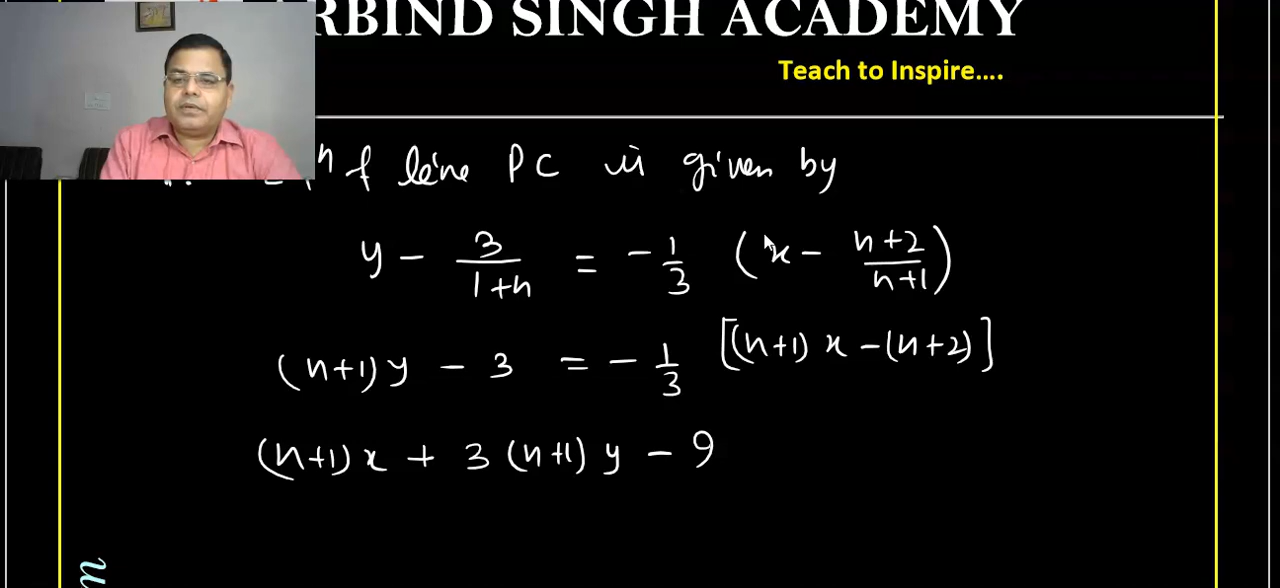 RBIND SINGH ACADEMY
Teach to Inspire....
line PC is given by
y - 3/(1+n) = -1/3 (x - (n+2)/(n+1))
(n+1)y - 3 = -1/3 [(n+1)x - (n+2)]
(n+1)x + 3(n+1)y - 9
m